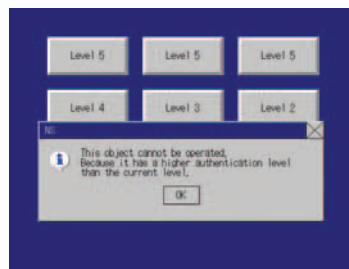 Level 5 Level 5 Level 5
Level 4 Level 3 Level 2
NS
This object cannot be operated.
Because it has a higher authentication level
than the current level.
OK